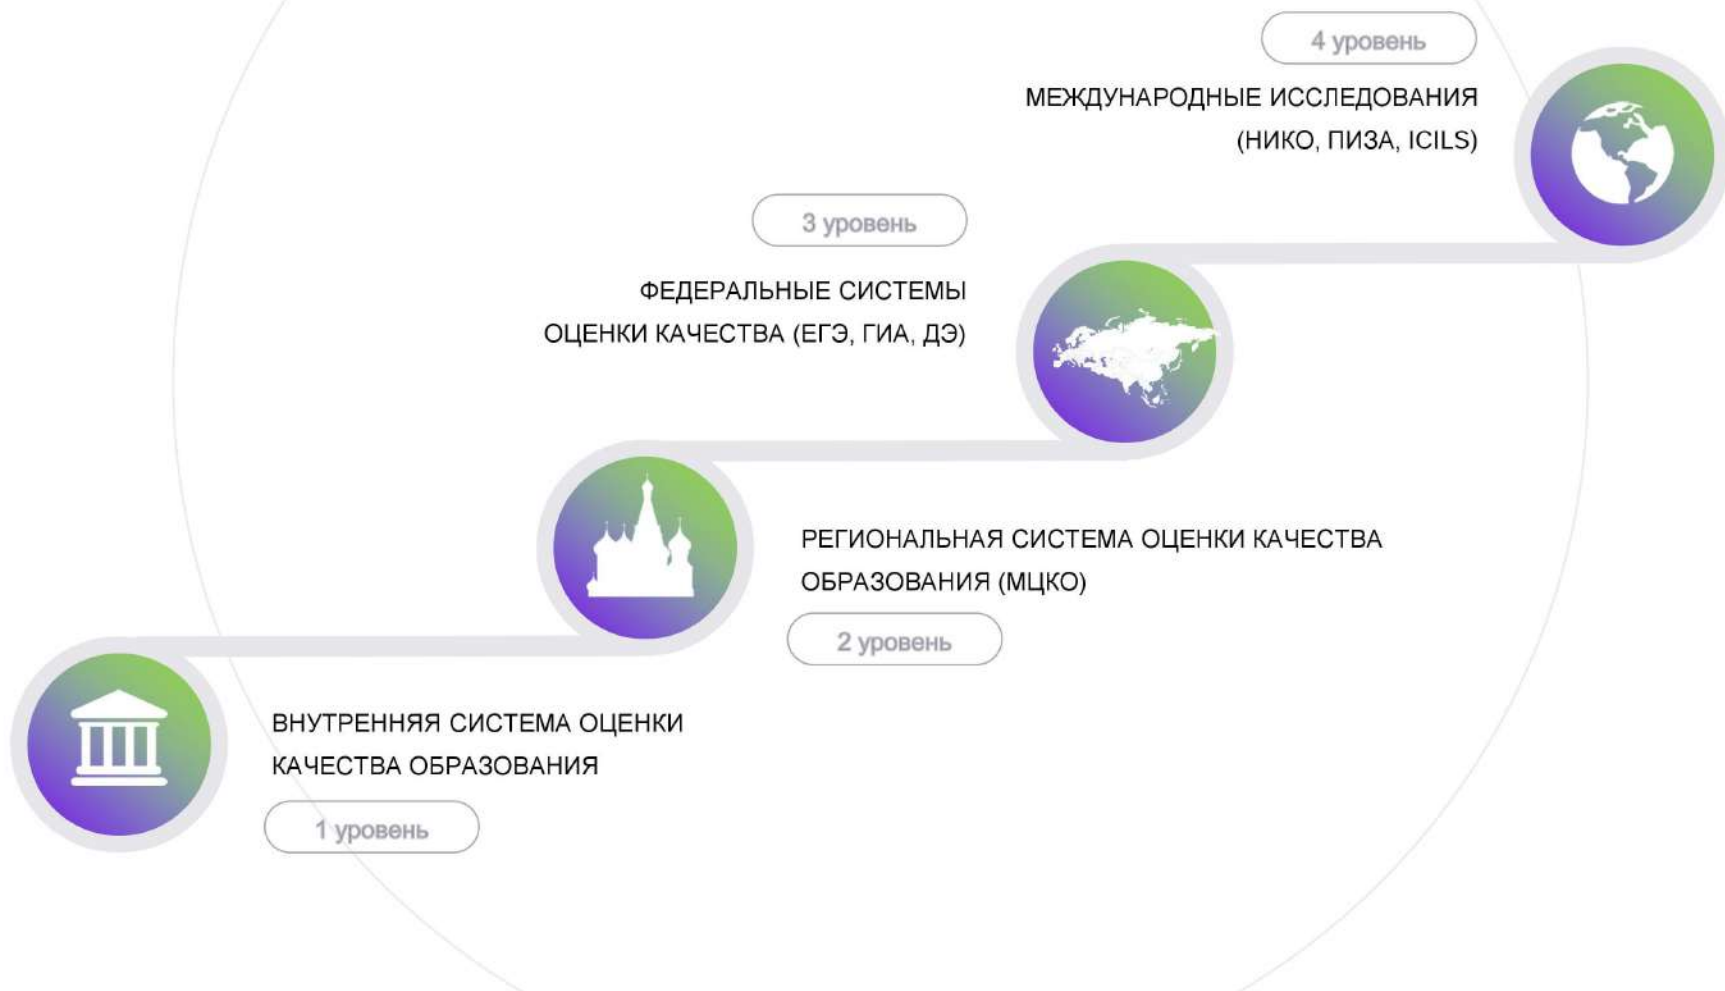 4 уровень
МЕЖДУНАРОДНЫЕ ИССЛЕДОВАНИЯ
(НИКО, ПИЗА, ICILS)
3 уровень
ФЕДЕРАЛЬНЫЕ СИСТЕМЫ
ОЦЕНКИ КАЧЕСТВА (ЕГЭ, ГИА, ДЭ)
РЕГИОНАЛЬНАЯ СИСТЕМА ОЦЕНКИ КАЧЕСТВА
ОБРАЗОВАНИЯ (МЦКО)
2 уровень
ВНУТРЕННЯЯ СИСТЕМА ОЦЕНКИ
КАЧЕСТВА ОБРАЗОВАНИЯ
1 уровень